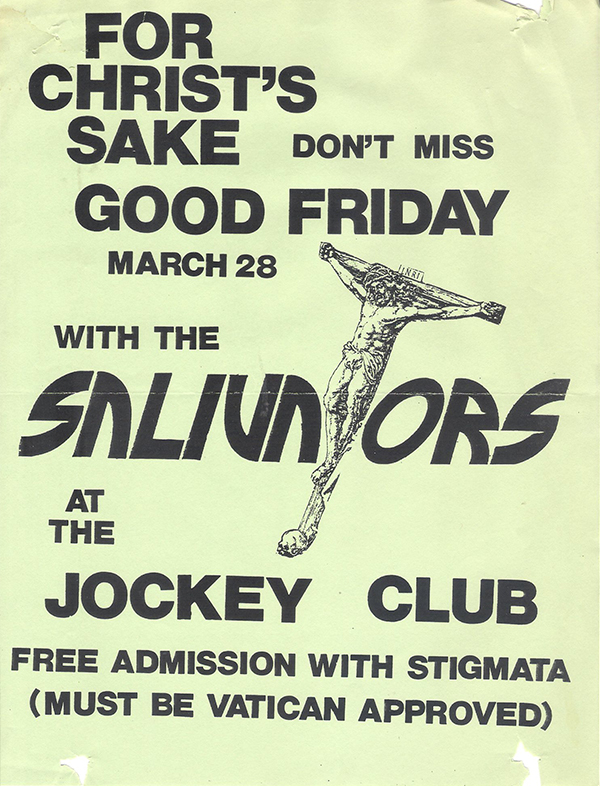 FOR
CHRIST'S
SAKE DON'T MISS
GOOD FRIDAY
MARCH 28
INRI
WITH THE
SALIVATORS
AT
THE
JOCKEY CLUB
FREE ADMISSION WITH STIGMATA
(MUST BE VATICAN APPROVED)